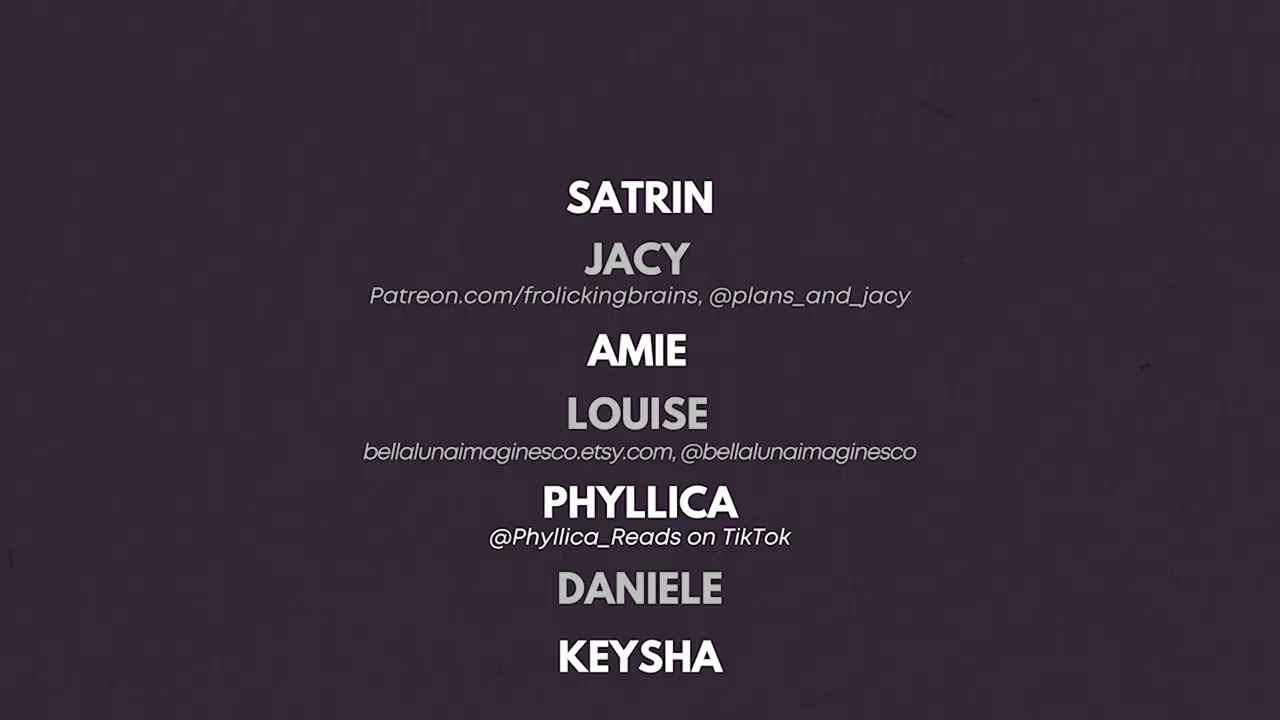 SATRIN
JACY
Patreon.com/frolickingbrains, @plans_and_jacy
AMIE
LOUISE
bellalunaimaginesco.etsy.com, @bellalunaimaginesco
PHYLLICA
@Phyllica_Reads on TikTok
DANIELE
KEYSHA